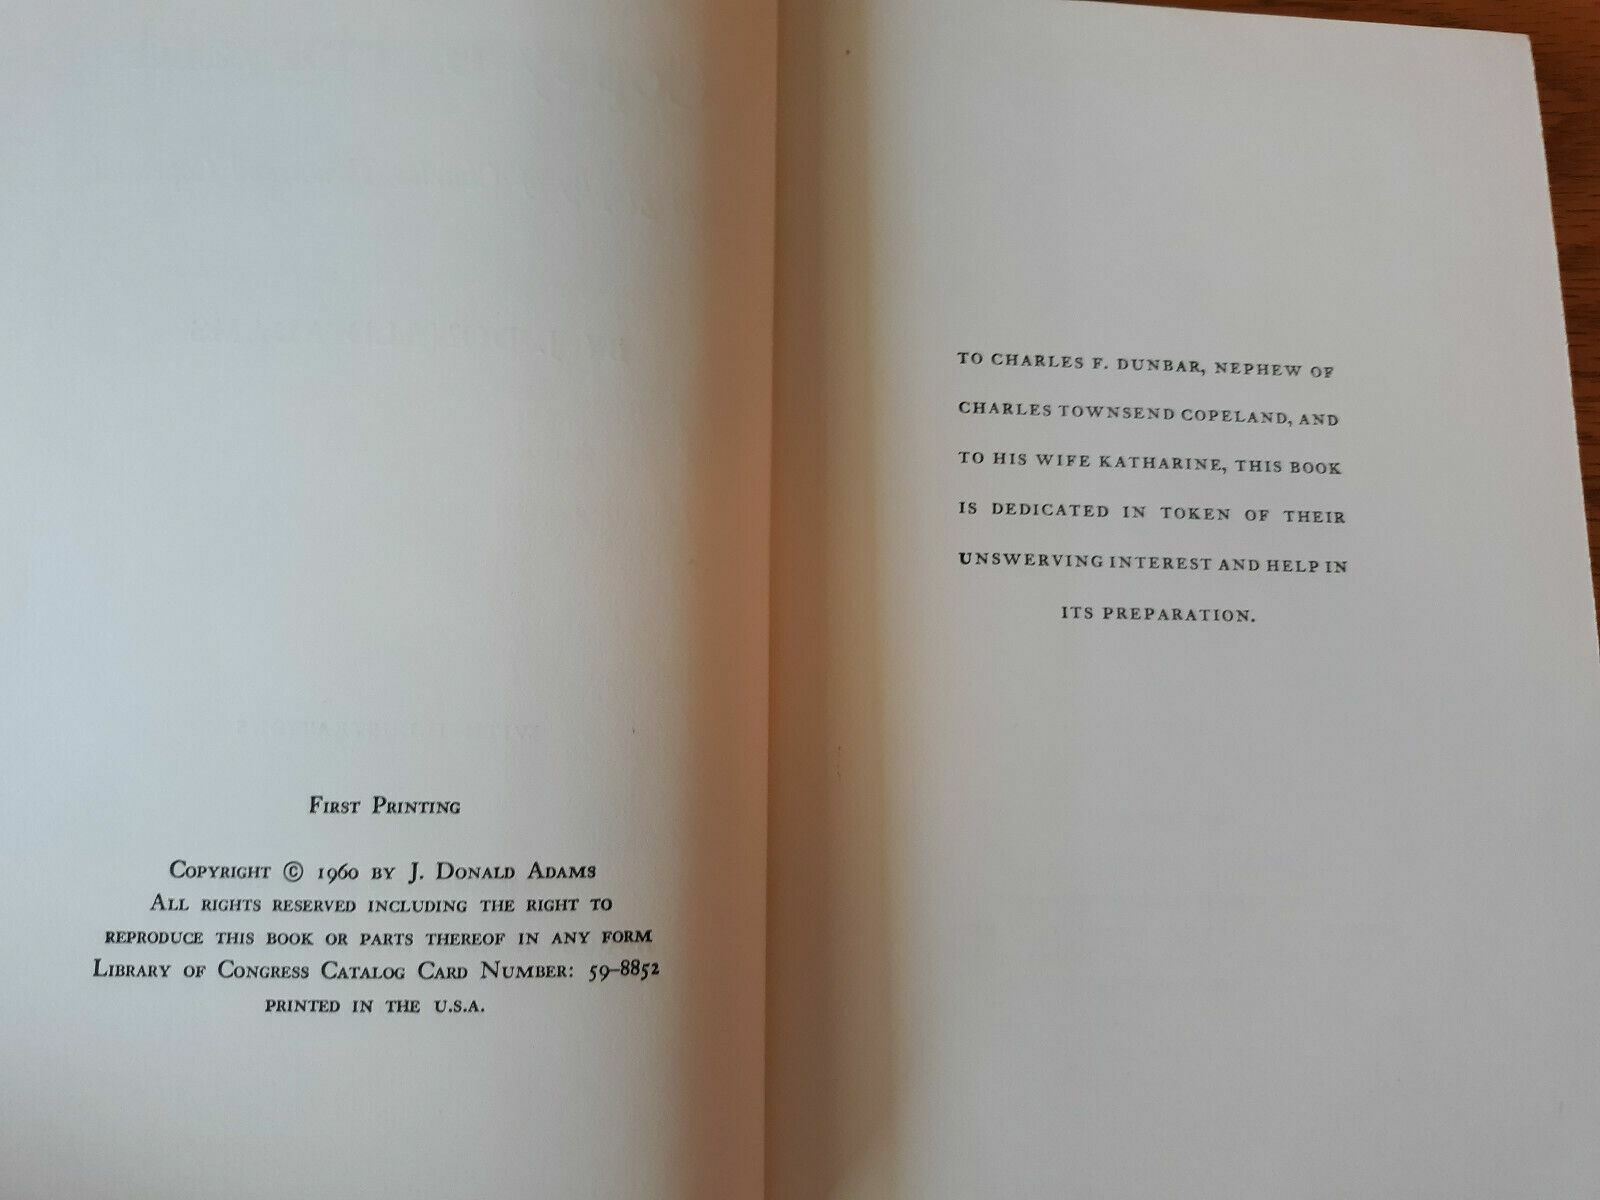 First Printing
Copyright © 1960 by J. Donald Adams
All rights reserved including the right to
reproduce this book or parts thereof in any form
Library of Congress Catalog Card Number: 59-8852
printed in the u.s.a.
TO CHARLES F. DUNBAR, NEPHEW OF
CHARLES TOWNSEND COPELAND, AND
TO HIS WIFE KATHARINE, THIS BOOK
IS DEDICATED IN TOKEN OF THEIR
UNSWERVING INTEREST AND HELP IN
ITS PREPARATION.